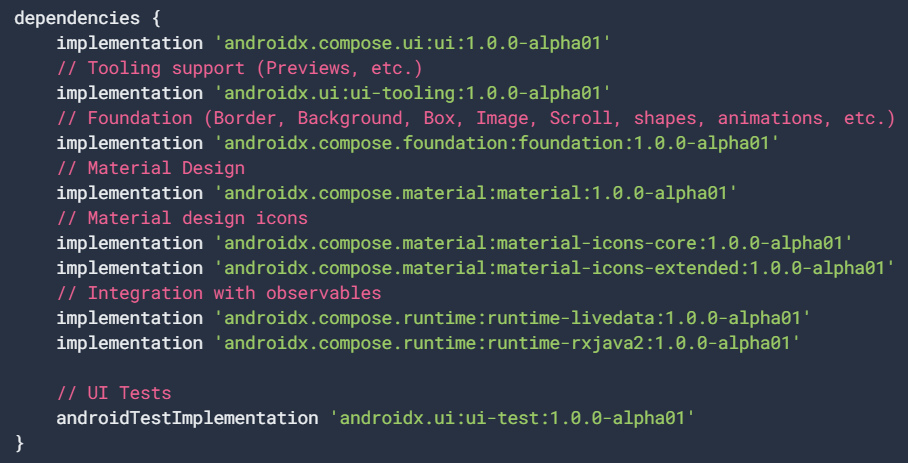 dependencies {
    implementation 'androidx.compose.ui:ui:1.0.0-alpha01'
    // Tooling support (Previews, etc.)
    implementation 'androidx.ui:ui-tooling:1.0.0-alpha01'
    // Foundation (Border, Background, Box, Image, Scroll, shapes, animations, etc.)
    implementation 'androidx.compose.foundation:foundation:1.0.0-alpha01'
    // Material Design
    implementation 'androidx.compose.material:material:1.0.0-alpha01'
    // Material design icons
    implementation 'androidx.compose.material:material-icons-core:1.0.0-alpha01'
    implementation 'androidx.compose.material:material-icons-extended:1.0.0-alpha01'
    // Integration with observables
    implementation 'androidx.compose.runtime:runtime-livedata:1.0.0-alpha01'
    implementation 'androidx.compose.runtime:runtime-rxjava2:1.0.0-alpha01'

    // UI Tests
    androidTestImplementation 'androidx.ui:ui-test:1.0.0-alpha01'
}